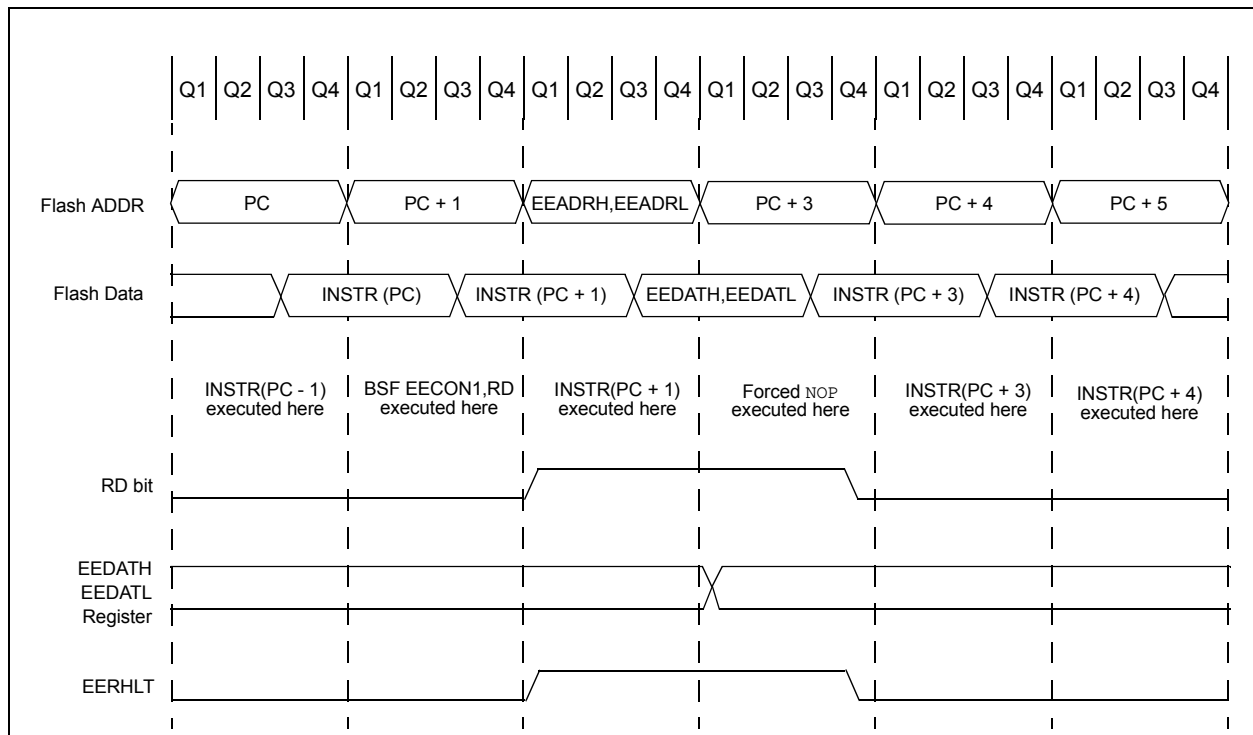 Q1 Q2 Q3 Q4 Q1 Q2 Q3 Q4 Q1 Q2 Q3 Q4 Q1 Q2 Q3 Q4 Q1 Q2 Q3 Q4 Q1 Q2 Q3 Q4
Flash ADDR PC PC + 1 EEADRH,EEADRL PC + 3 PC + 4 PC + 5
Flash Data INSTR (PC) INSTR (PC + 1) EEDATH,EEDATL INSTR (PC + 3) INSTR (PC + 4)
INSTR(PC - 1) BSF EECON1,RD INSTR(PC + 1) Forced NOP INSTR(PC + 3) INSTR(PC + 4)
executed here executed here executed here executed here executed here executed here
RD bit
EEDATH
EEDATL
Register
EERHLT